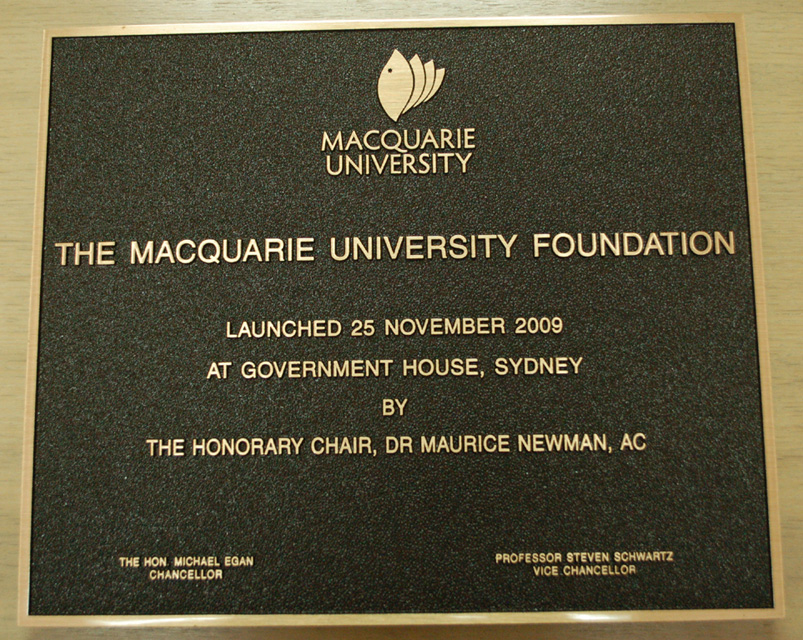 MACQUARIE
UNIVERSITY
THE MACQUARIE UNIVERSITY FOUNDATION
LAUNCHED 25 NOVEMBER 2009
AT GOVERNMENT HOUSE, SYDNEY
BY
THE HONORARY CHAIR, DR MAURICE NEWMAN, AC
THE HON. MICHAEL EGAN
CHANCELLOR
PROFESSOR STEVEN SCHWARTZ
VICE CHANCELLOR